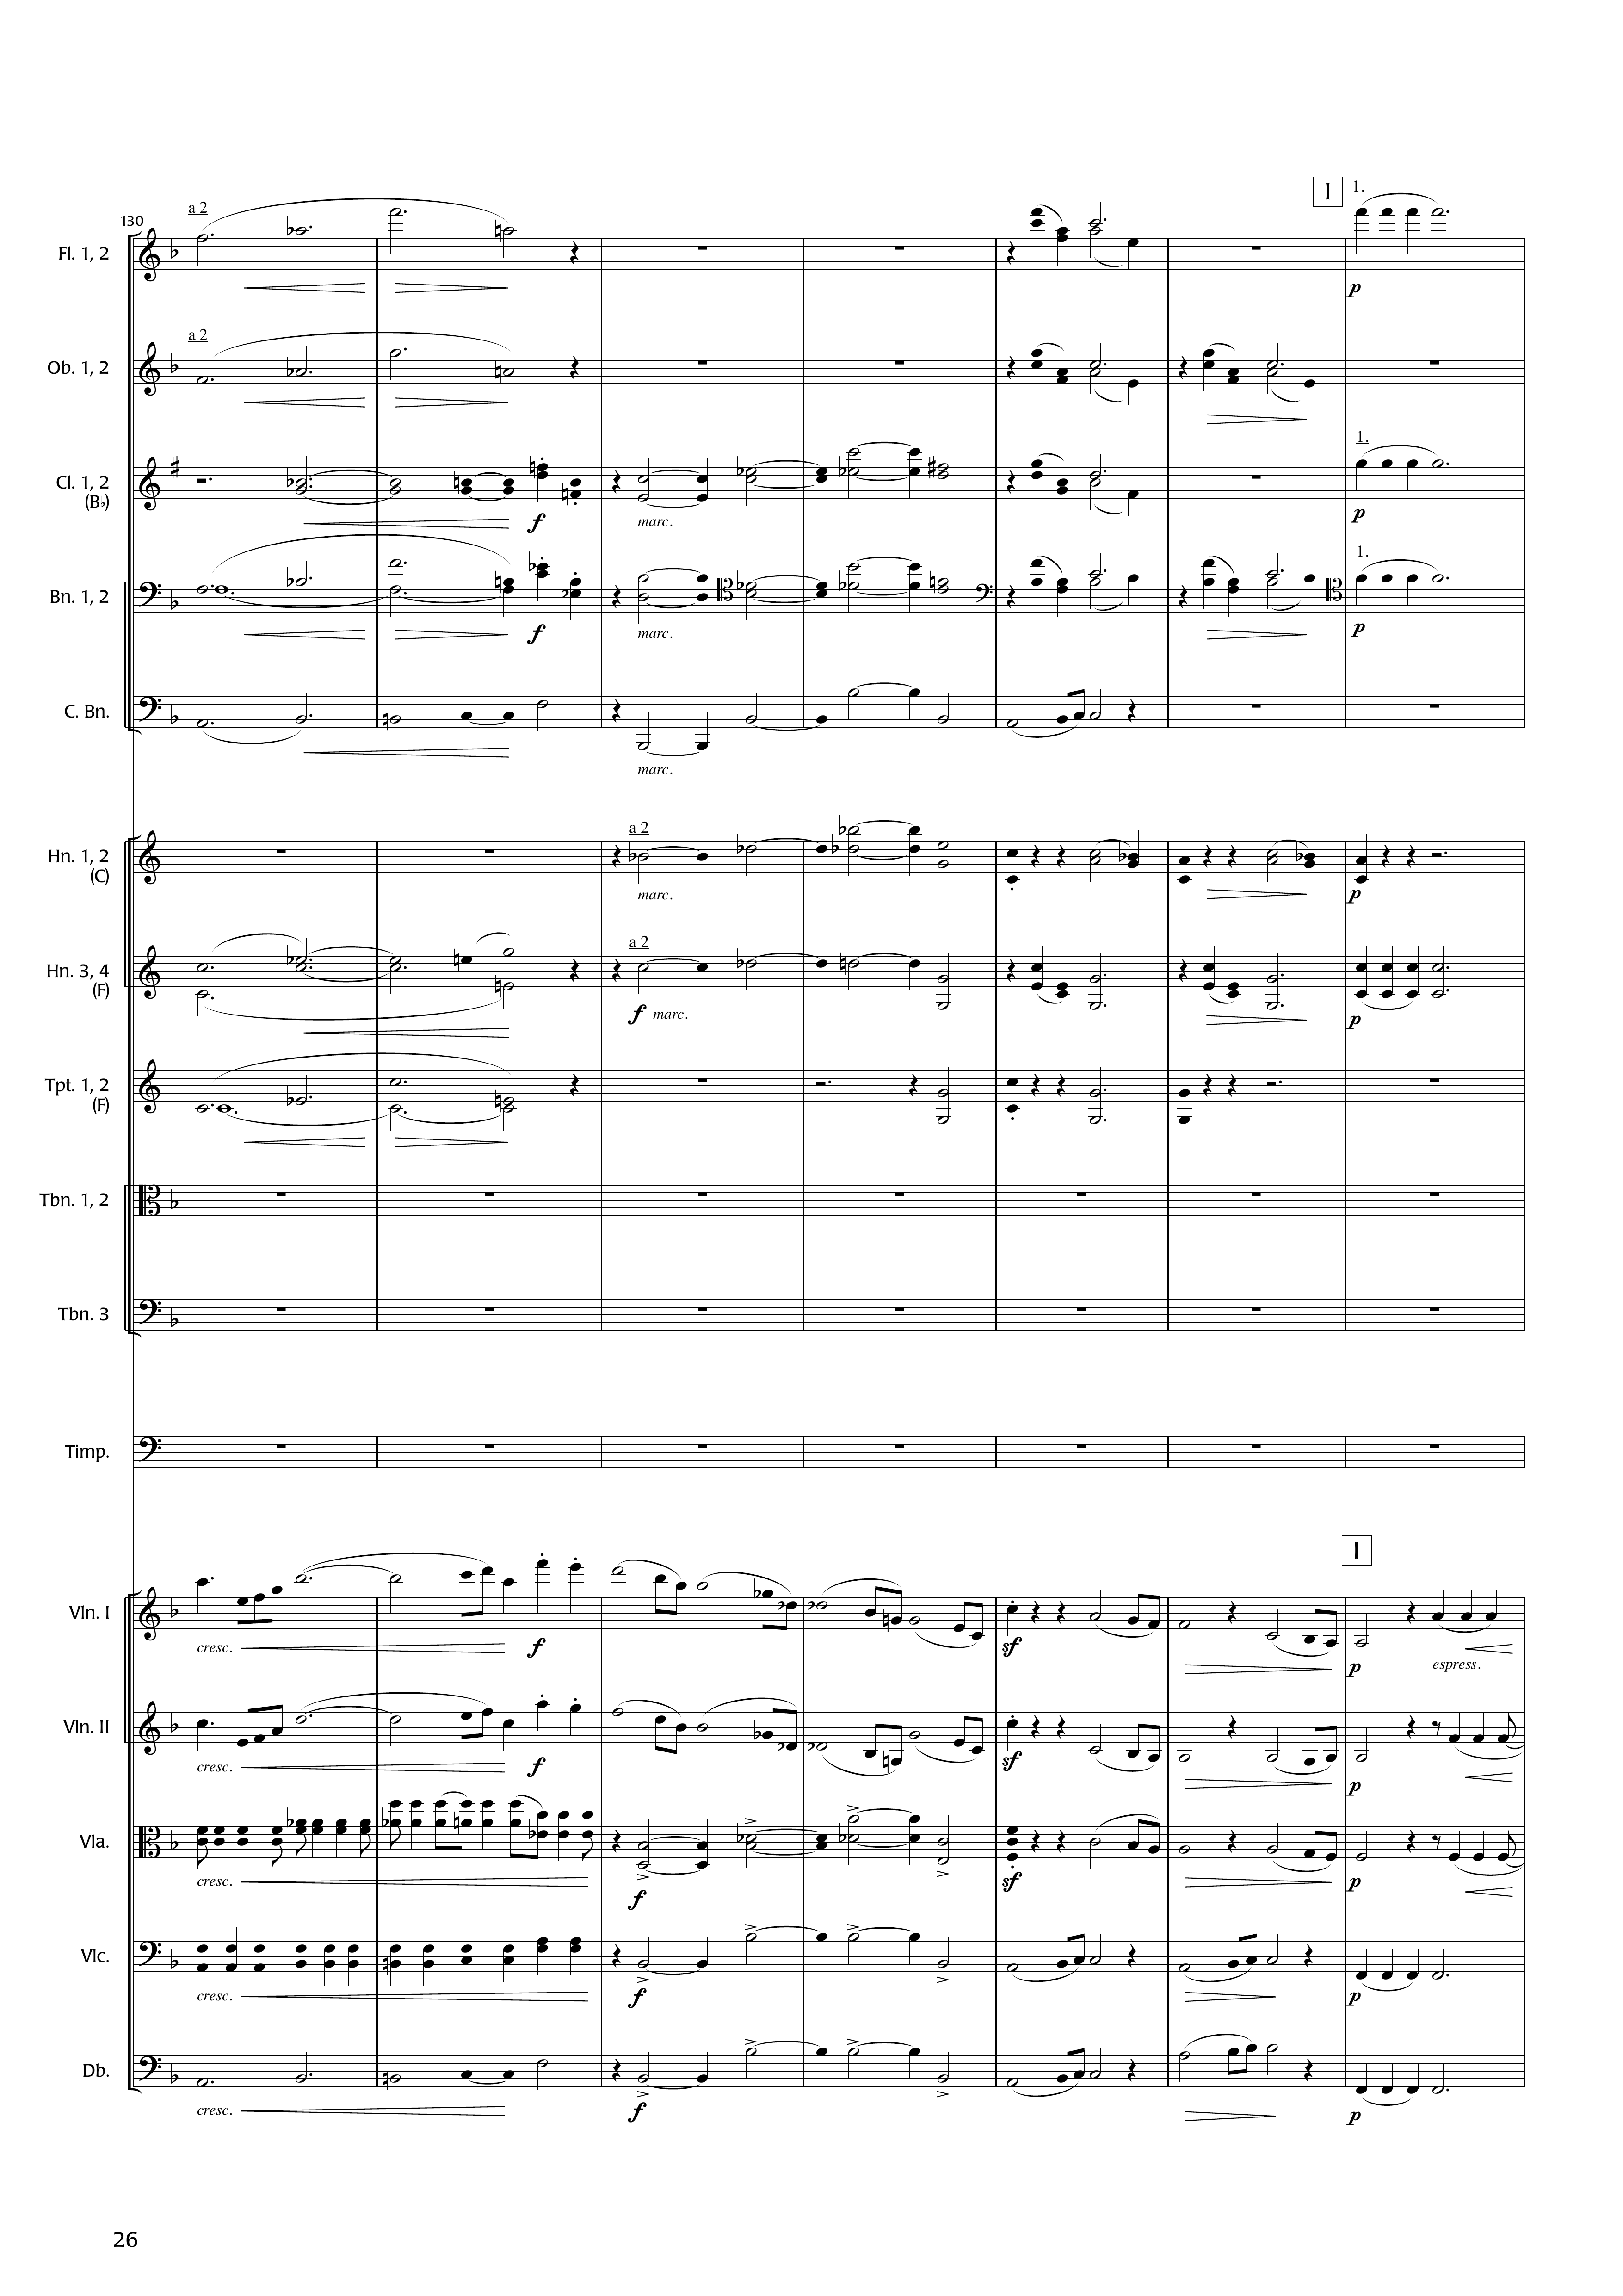 I 1.
130 a 2
Fl. 1, 2
p
a 2
Ob. 1, 2
1.
Cl. 1, 2
(B♭)
f marc. p
1.
Bn. 1, 2
f marc. p
C. Bn.
marc.
a 2
Hn. 1, 2
(C)
marc. p
a 2
Hn. 3, 4
(F)
f marc. p
Tpt. 1, 2
(F)
Tbn. 1, 2
Tbn. 3
Timp.
I
Vln. I
cresc. f sf p espress.
Vln. II
cresc. f sf p
Vla.
cresc. f sf p
Vlc.
cresc. f p
Db.
cresc. f p
26